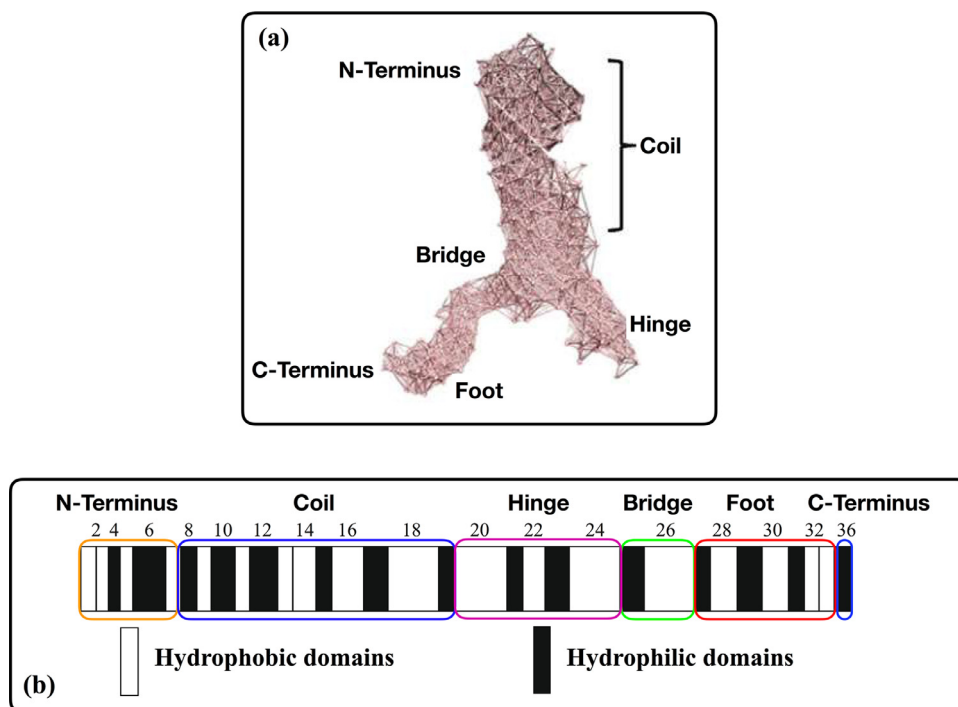 (a)
N-Terminus
Coil
Bridge
Hinge
C-Terminus
Foot
N-Terminus Coil Hinge Bridge Foot C-Terminus
2 4 6 8 10 12 14 16 18 20 22 24 26 28 30 32 36
Hydrophobic domains Hydrophilic domains
(b)